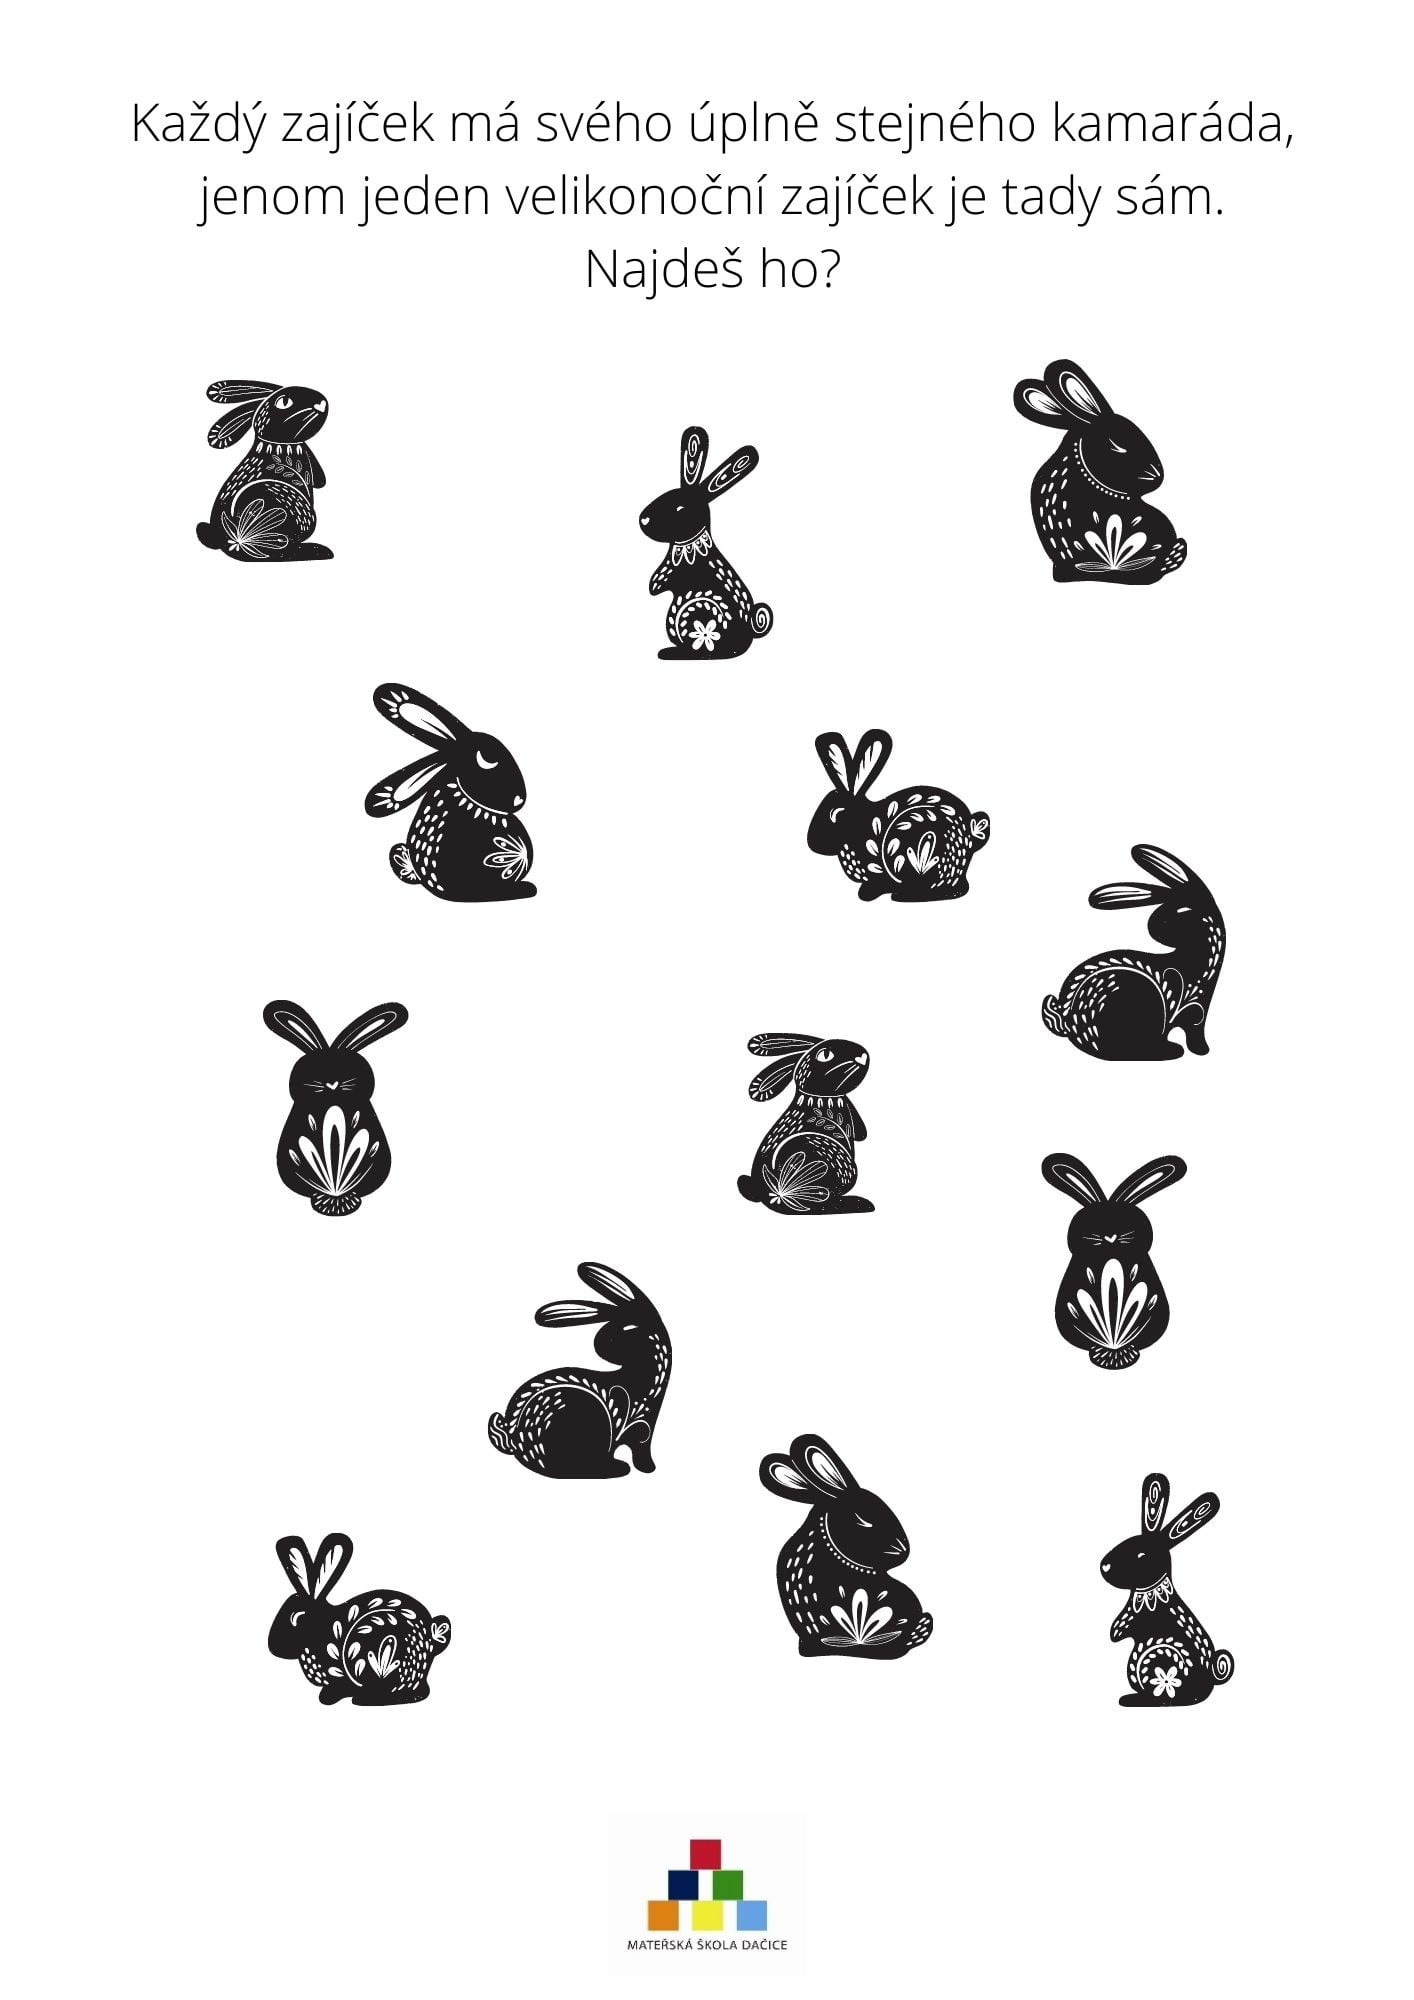 Každý zajíček má svého úplně stejného kamaráda,
jenom jeden velikonoční zajíček je tady sám.
Najdeš ho?
MATEŘSKÁ ŠKOLA DAČICE